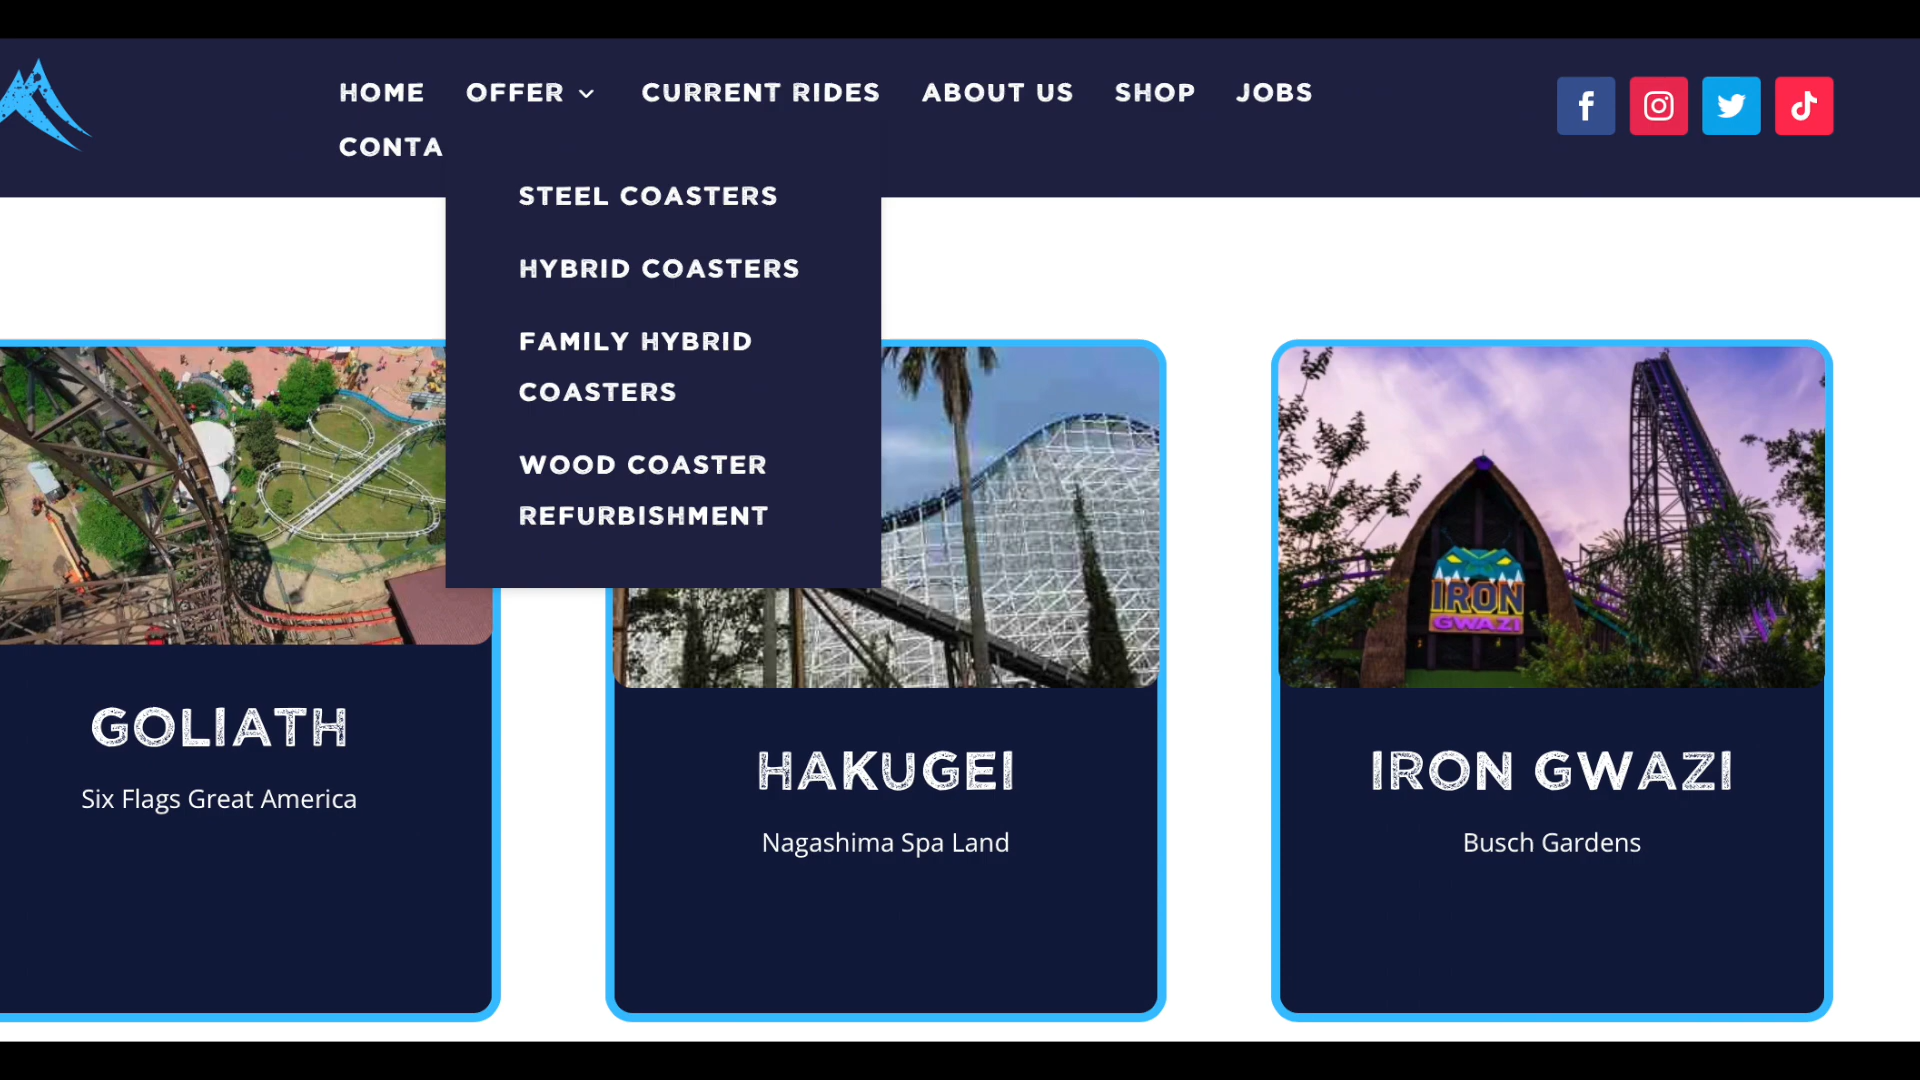 HOME OFFER CURRENT RIDES ABOUT US SHOP JOBS
CONTA
STEEL COASTERS
HYBRID COASTERS
FAMILY HYBRID
COASTERS
WOOD COASTER
REFURBISHMENT
IRON
GWAZI
GOLIATH
Six Flags Great America
HAKUGEI
Nagashima Spa Land
IRON GWAZI
Busch Gardens